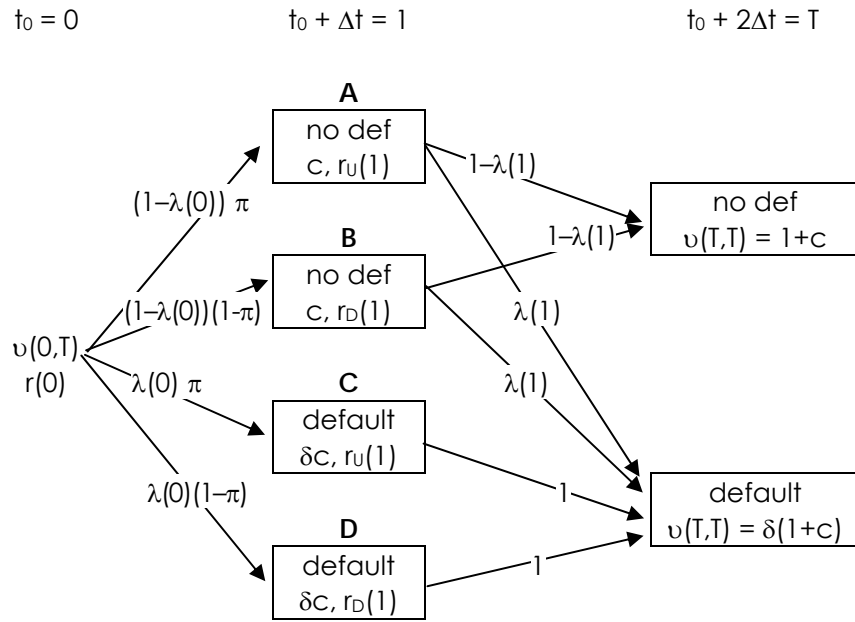 t₀ = 0
t₀ + Δt = 1
t₀ + 2Δt = T
A
no def
c, rᵤ(1)
(1–λ(0)) π
B
no def
c, r_D(1)
(1–λ(0))(1-π)
υ(0,T)
r(0)
λ(0) π
C
default
δc, rᵤ(1)
λ(0)(1–π)
D
default
δc, r_D(1)
1–λ(1)
1–λ(1)
λ(1)
λ(1)
1
1
no def
υ(T,T) = 1+c
default
υ(T,T) = δ(1+c)